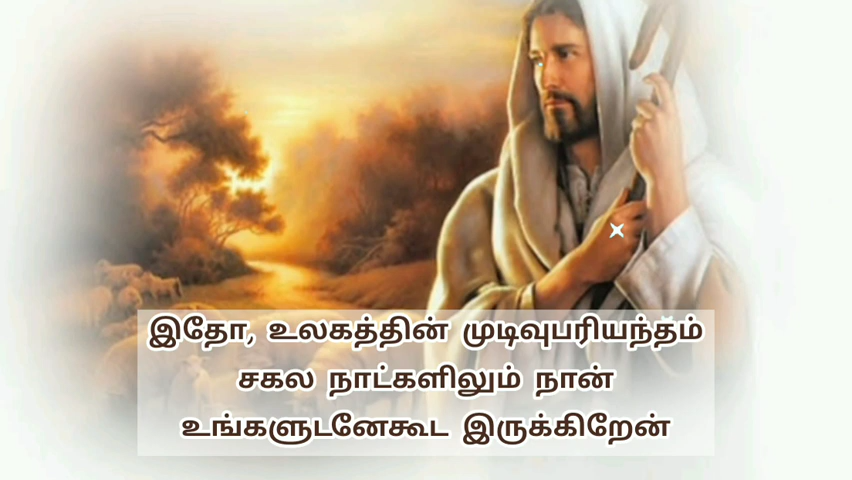 இதோ, உலகத்தின் முடிவுபரியந்தம்
சகல நாட்களிலும் நான்
உங்களுடனேகூட இருக்கிறேன்